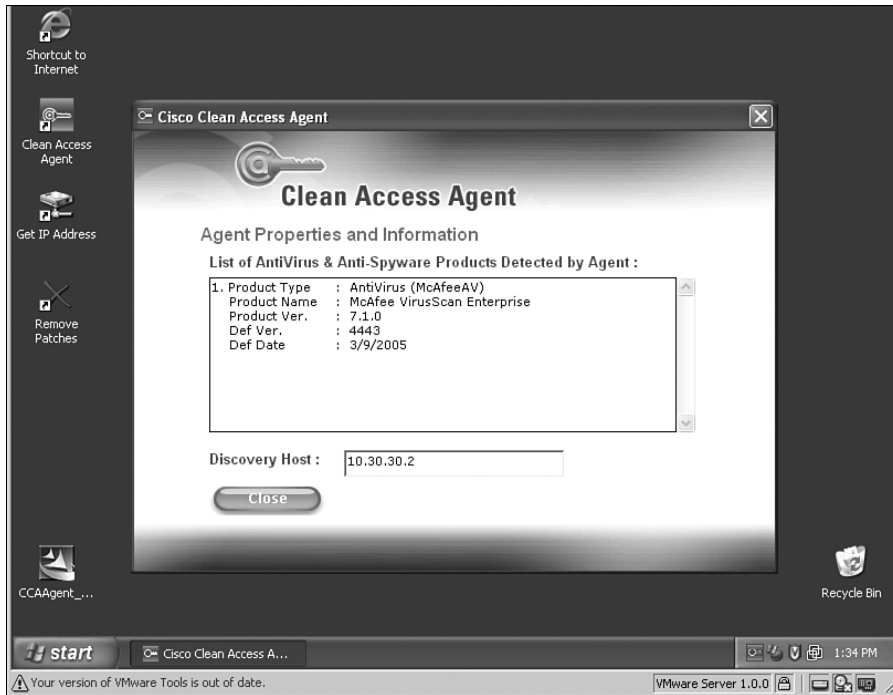 Shortcut to
Internet
Clean Access
Agent
Get IP Address
Remove
Patches
CCAAgent_...
Cisco Clean Access Agent
Clean Access Agent
Agent Properties and Information
List of AntiVirus & Anti-Spyware Products Detected by Agent :
1. Product Type : AntiVirus (McAfeeAV)
Product Name : McAfee VirusScan Enterprise
Product Ver. : 7.1.0
Def Ver. : 4443
Def Date : 3/9/2005
Discovery Host : 10.30.30.2
Close
Recycle Bin
start
Cisco Clean Access A...
1:34 PM
Your version of VMware Tools is out of date.
VMware Server 1.0.0